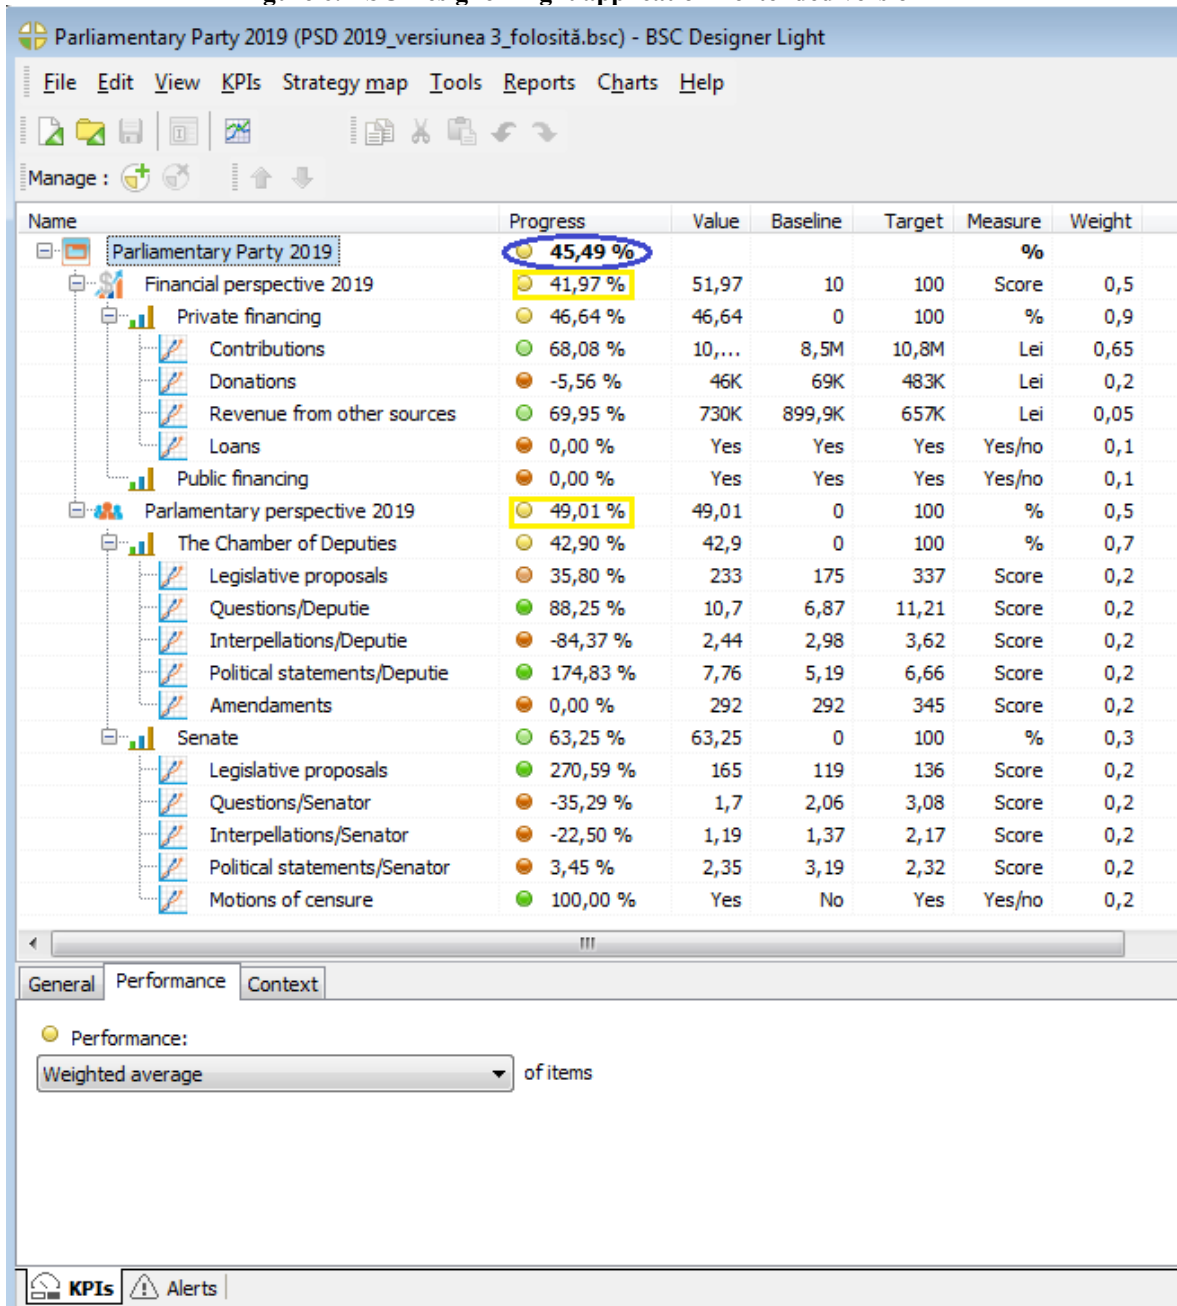 Parliamentary Party 2019 (PSD 2019_versiunea 3_folosită.bsc) - BSC Designer Light
File Edit View KPIs Strategy map Tools Reports Charts Help
Manage :
Name Progress Value Baseline Target Measure Weight
Parliamentary Party 2019 45,49 % %
Financial perspective 2019 41,97 % 51,97 10 100 Score 0,5
Private financing 46,64 % 46,64 0 100 % 0,9
Contributions 68,08 % 10,... 8,5M 10,8M Lei 0,65
Donations -5,56 % 46K 69K 483K Lei 0,2
Revenue from other sources 69,95 % 730K 899,9K 657K Lei 0,05
Loans 0,00 % Yes Yes Yes Yes/no 0,1
Public financing 0,00 % Yes Yes Yes Yes/no 0,1
Parlamentary perspective 2019 49,01 % 49,01 0 100 % 0,5
The Chamber of Deputies 42,90 % 42,9 0 100 % 0,7
Legislative proposals 35,80 % 233 175 337 Score 0,2
Questions/Deputie 88,25 % 10,7 6,87 11,21 Score 0,2
Interpellations/Deputie -84,37 % 2,44 2,98 3,62 Score 0,2
Political statements/Deputie 174,83 % 7,76 5,19 6,66 Score 0,2
Amendaments 0,00 % 292 292 345 Score 0,2
Senate 63,25 % 63,25 0 100 % 0,3
Legislative proposals 270,59 % 165 119 136 Score 0,2
Questions/Senator -35,29 % 1,7 2,06 3,08 Score 0,2
Interpellations/Senator -22,50 % 1,19 1,37 2,17 Score 0,2
Political statements/Senator 3,45 % 2,35 3,19 2,32 Score 0,2
Motions of censure 100,00 % Yes No Yes Yes/no 0,2
General Performance Context
Performance:
Weighted average of items
KPIs Alerts